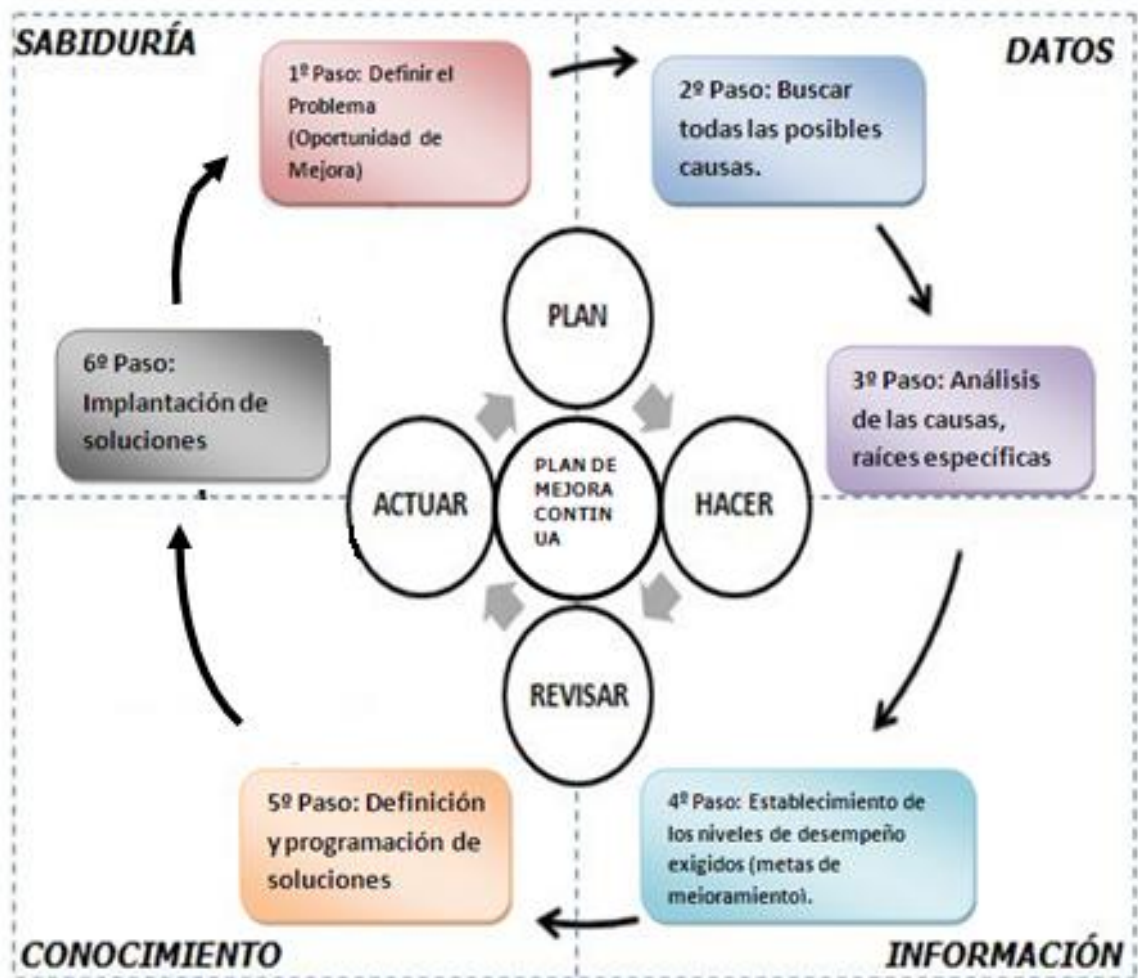 SABIDURÍA
DATOS
1º Paso: Definir el
Problema
(Oportunidad de
Mejora)
2º Paso: Buscar
todas las posibles
causas.
3º Paso: Análisis
de las causas,
raíces específicas
4º Paso: Establecimiento de
los niveles de desempeño
exigidos (metas de
mejoramiento).
5º Paso: Definición
y programación de
soluciones
6º Paso:
Implantación de
soluciones
PLAN
HACER
REVISAR
ACTUAR
PLAN DE
MEJORA
CONTIN
UA
CONOCIMIENTO
INFORMACIÓN